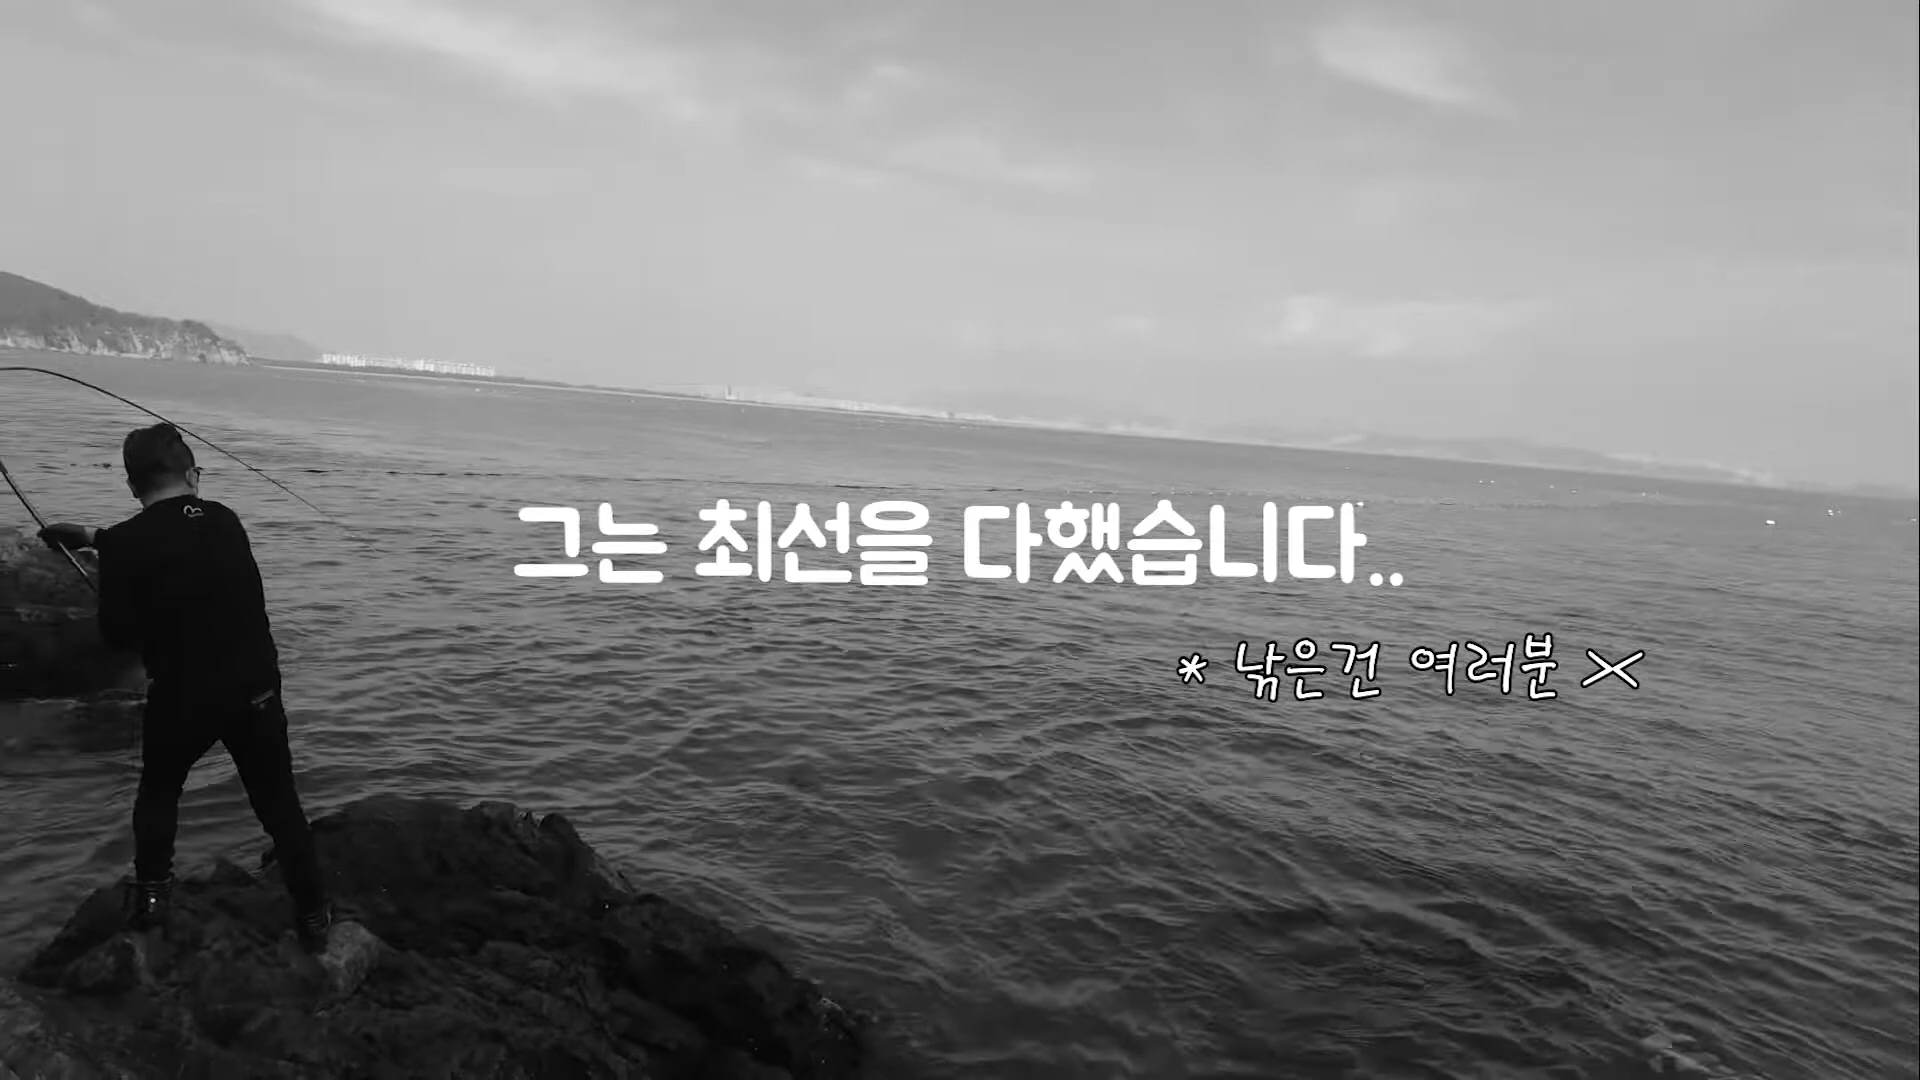 그는 최선을 다했습니다..
* 낚은건 여러분 ×